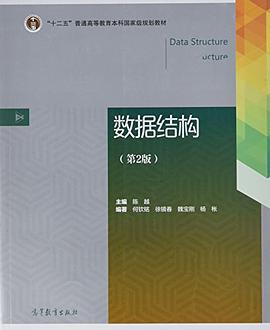 “十二五”普通高等教育本科国家级规划教材
Data Structure
ucture
数据结构
（第2版）
主编 陈 越
编著 何钦铭 徐镜春 魏宝刚 杨 枨
高等教育出版社